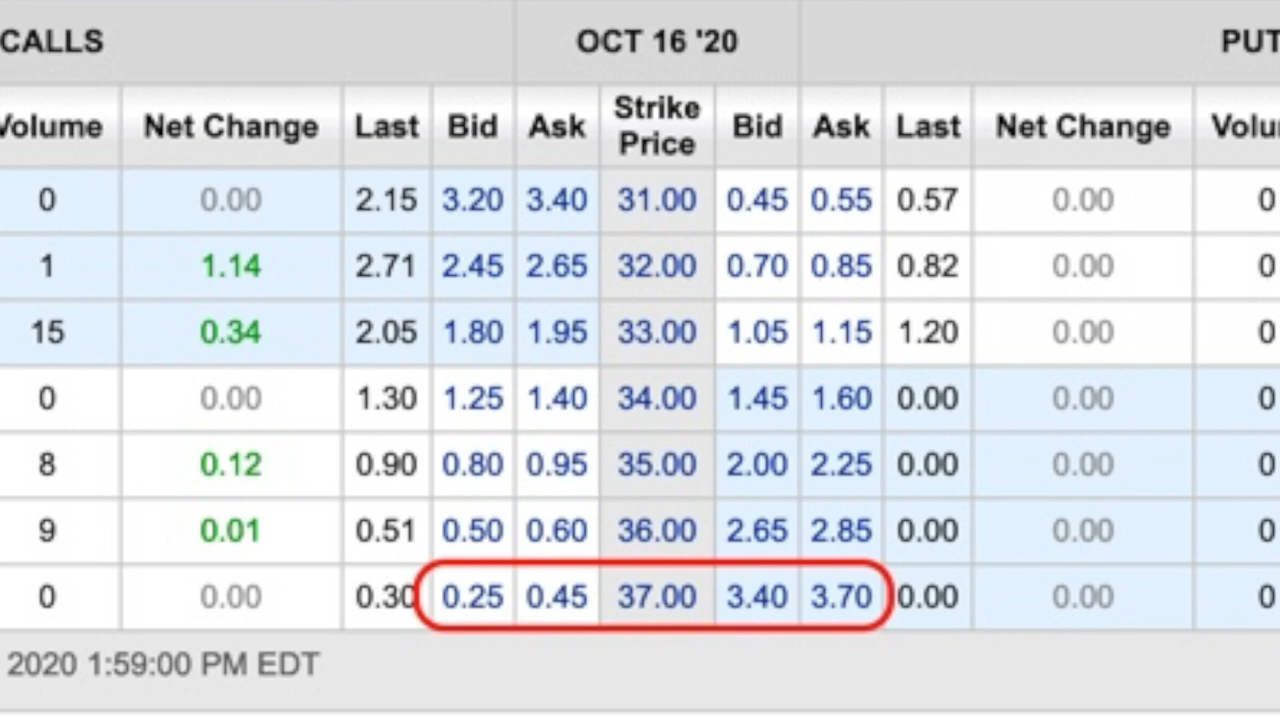 CALLS OCT 16 '20 PUT
Volume Net Change Last Bid Ask Strike Price Bid Ask Last Net Change Volu
0 0.00 2.15 3.20 3.40 31.00 0.45 0.55 0.57 0.00 0
1 1.14 2.71 2.45 2.65 32.00 0.70 0.85 0.82 0.00 0
15 0.34 2.05 1.80 1.95 33.00 1.05 1.15 1.20 0.00 0
0 0.00 1.30 1.25 1.40 34.00 1.45 1.60 0.00 0.00 0
8 0.12 0.90 0.80 0.95 35.00 2.00 2.25 0.00 0.00 0
9 0.01 0.51 0.50 0.60 36.00 2.65 2.85 0.00 0.00 0
0 0.00 0.30 0.25 0.45 37.00 3.40 3.70 0.00 0.00 0
2020 1:59:00 PM EDT